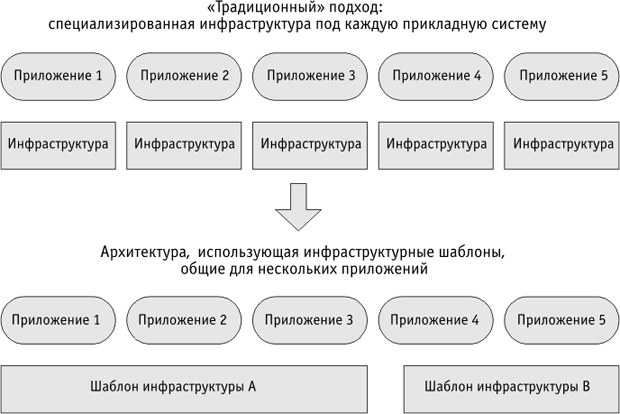 «Традиционный» подход:
специализированная инфраструктура под каждую прикладную систему
Приложение 1 Приложение 2 Приложение 3 Приложение 4 Приложение 5
Инфраструктура Инфраструктура Инфраструктура Инфраструктура Инфраструктура
Архитектура, использующая инфраструктурные шаблоны,
общие для нескольких приложений
Приложение 1 Приложение 2 Приложение 3 Приложение 4 Приложение 5
Шаблон инфраструктуры А Шаблон инфраструктуры В